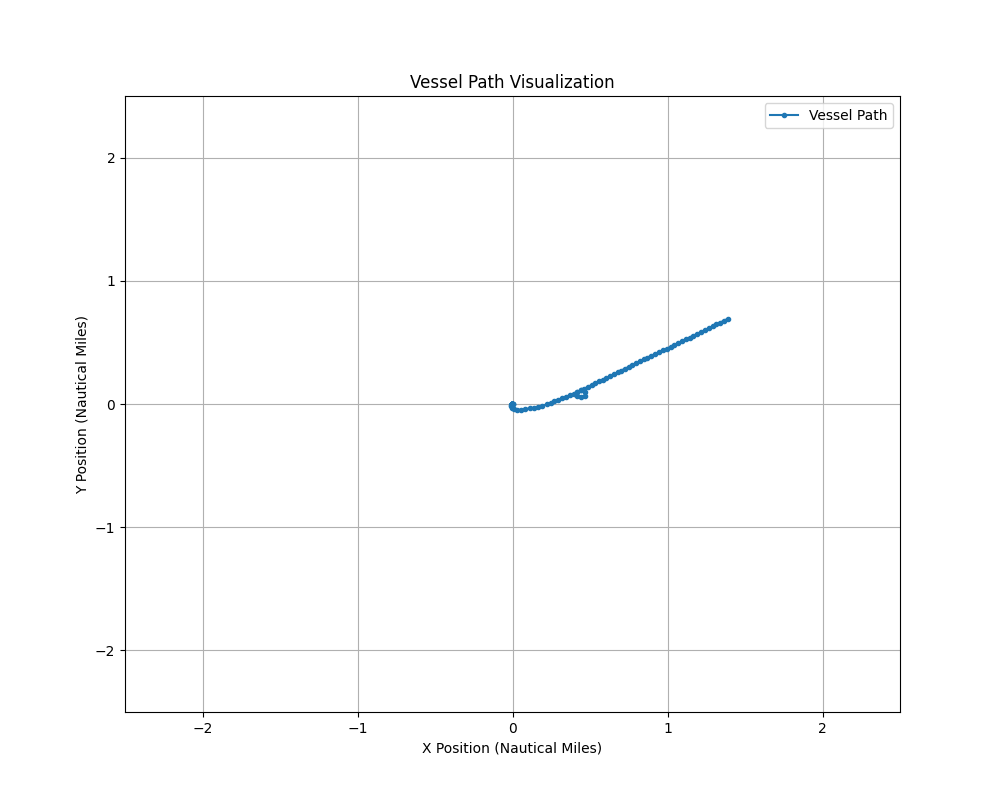 Vessel Path Visualization
Vessel Path
2
1
0
−1
−2
Y Position (Nautical Miles)
−2
−1
0
1
2
X Position (Nautical Miles)